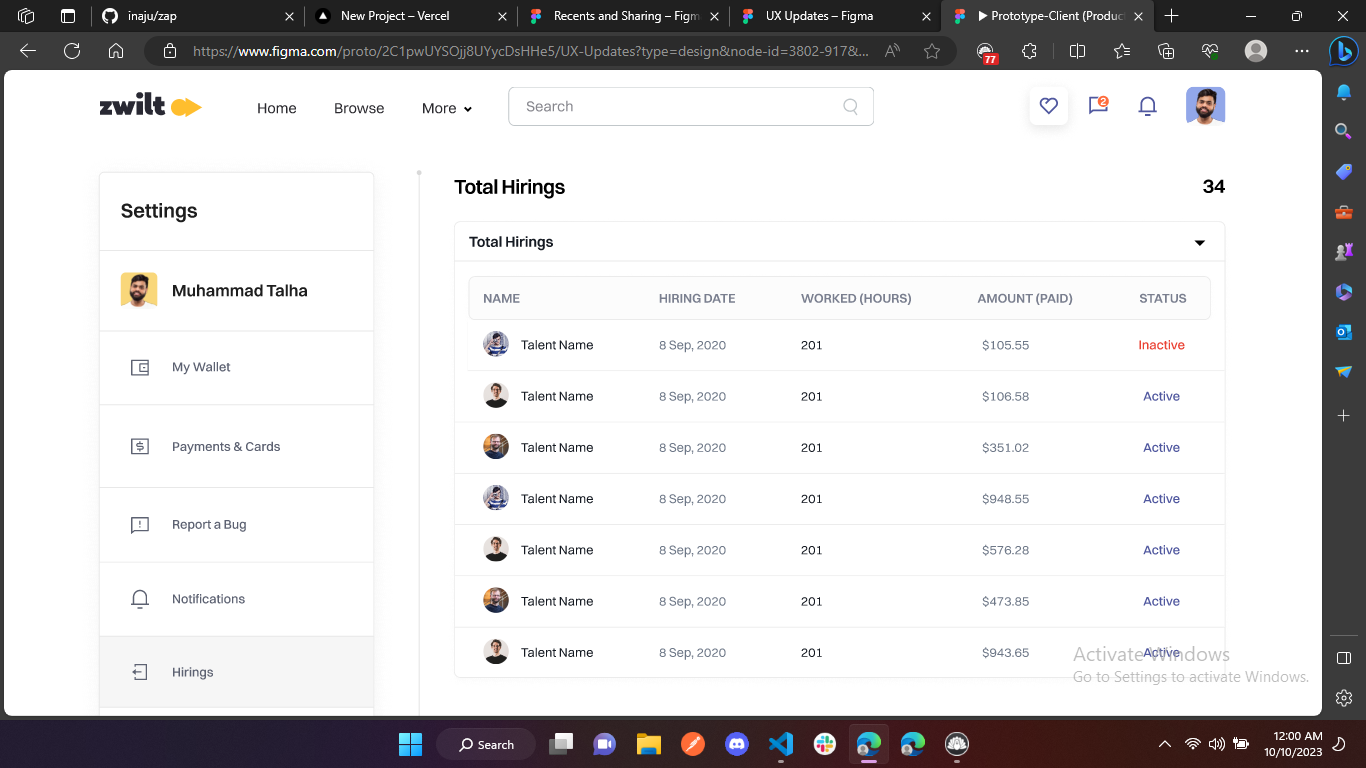 inaju/zap
New Project – Vercel
Recents and Sharing – Figm
UX Updates – Figma
Prototype-Client (Produc
https://www.figma.com/proto/2C1pwUYSOjj8UYycDsHHe5/UX-Updates?type=design&node-id=3802-917&...
77
zwilt
Home
Browse
More
Search
2
Settings
Muhammad Talha
My Wallet
Payments & Cards
Report a Bug
Notifications
Hirings
Total Hirings
34
Total Hirings
NAME HIRING DATE WORKED (HOURS) AMOUNT (PAID) STATUS
Talent Name 8 Sep, 2020 201 $105.55 Inactive
Talent Name 8 Sep, 2020 201 $106.58 Active
Talent Name 8 Sep, 2020 201 $351.02 Active
Talent Name 8 Sep, 2020 201 $948.55 Active
Talent Name 8 Sep, 2020 201 $576.28 Active
Talent Name 8 Sep, 2020 201 $473.85 Active
Talent Name 8 Sep, 2020 201 $943.65 Active
Activate Windows
Go to Settings to activate Windows.
Search
12:00 AM
10/10/2023